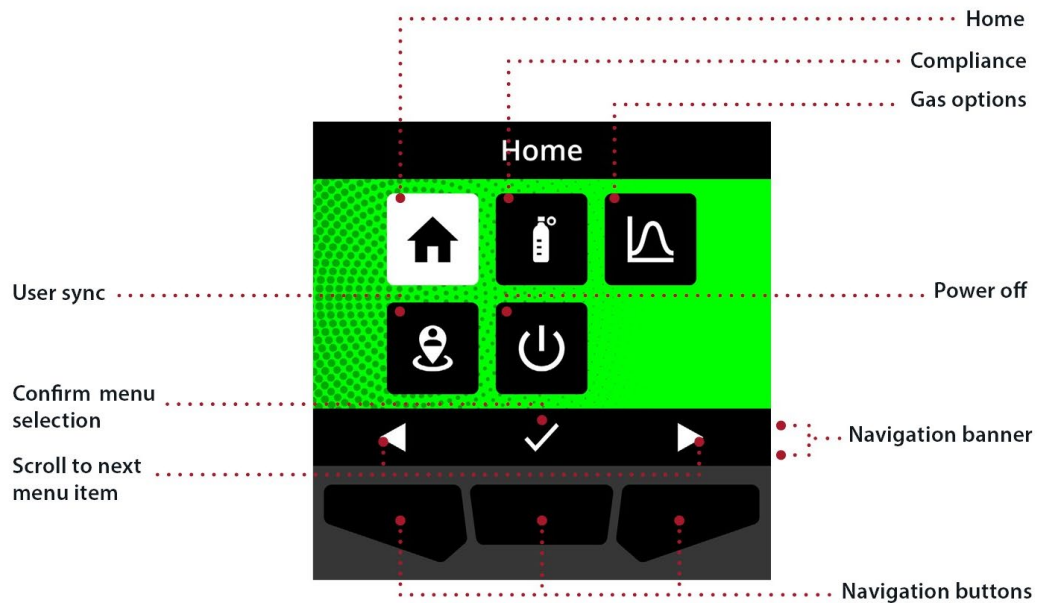 Home
Compliance
Gas options
Home
User sync
Power off
Confirm menu
selection
Navigation banner
Scroll to next
menu item
Navigation buttons